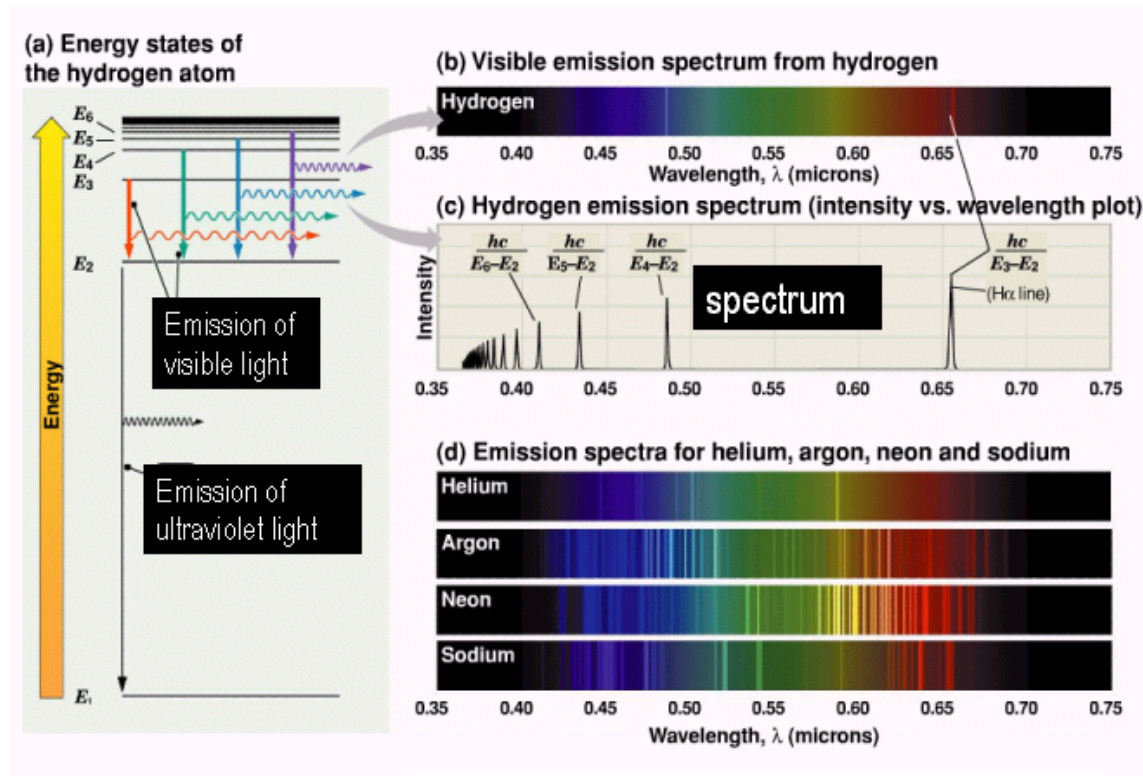 (a) Energy states of
the hydrogen atom
E6
E5
E4
E3
E2
E1
Energy
Emission of
visible light
Emission of
ultraviolet light
(b) Visible emission spectrum from hydrogen
Hydrogen
0.35 0.40 0.45 0.50 0.55 0.60 0.65 0.70 0.75
Wavelength, λ (microns)
(c) Hydrogen emission spectrum (intensity vs. wavelength plot)
Intensity
hc hc hc hc
E6–E2 E5–E2 E4–E2 E3–E2
(Hα line)
spectrum
0.35 0.40 0.45 0.50 0.55 0.60 0.65 0.70 0.75
(d) Emission spectra for helium, argon, neon and sodium
Helium
Argon
Neon
Sodium
0.35 0.40 0.45 0.50 0.55 0.60 0.65 0.70 0.75
Wavelength, λ (microns)